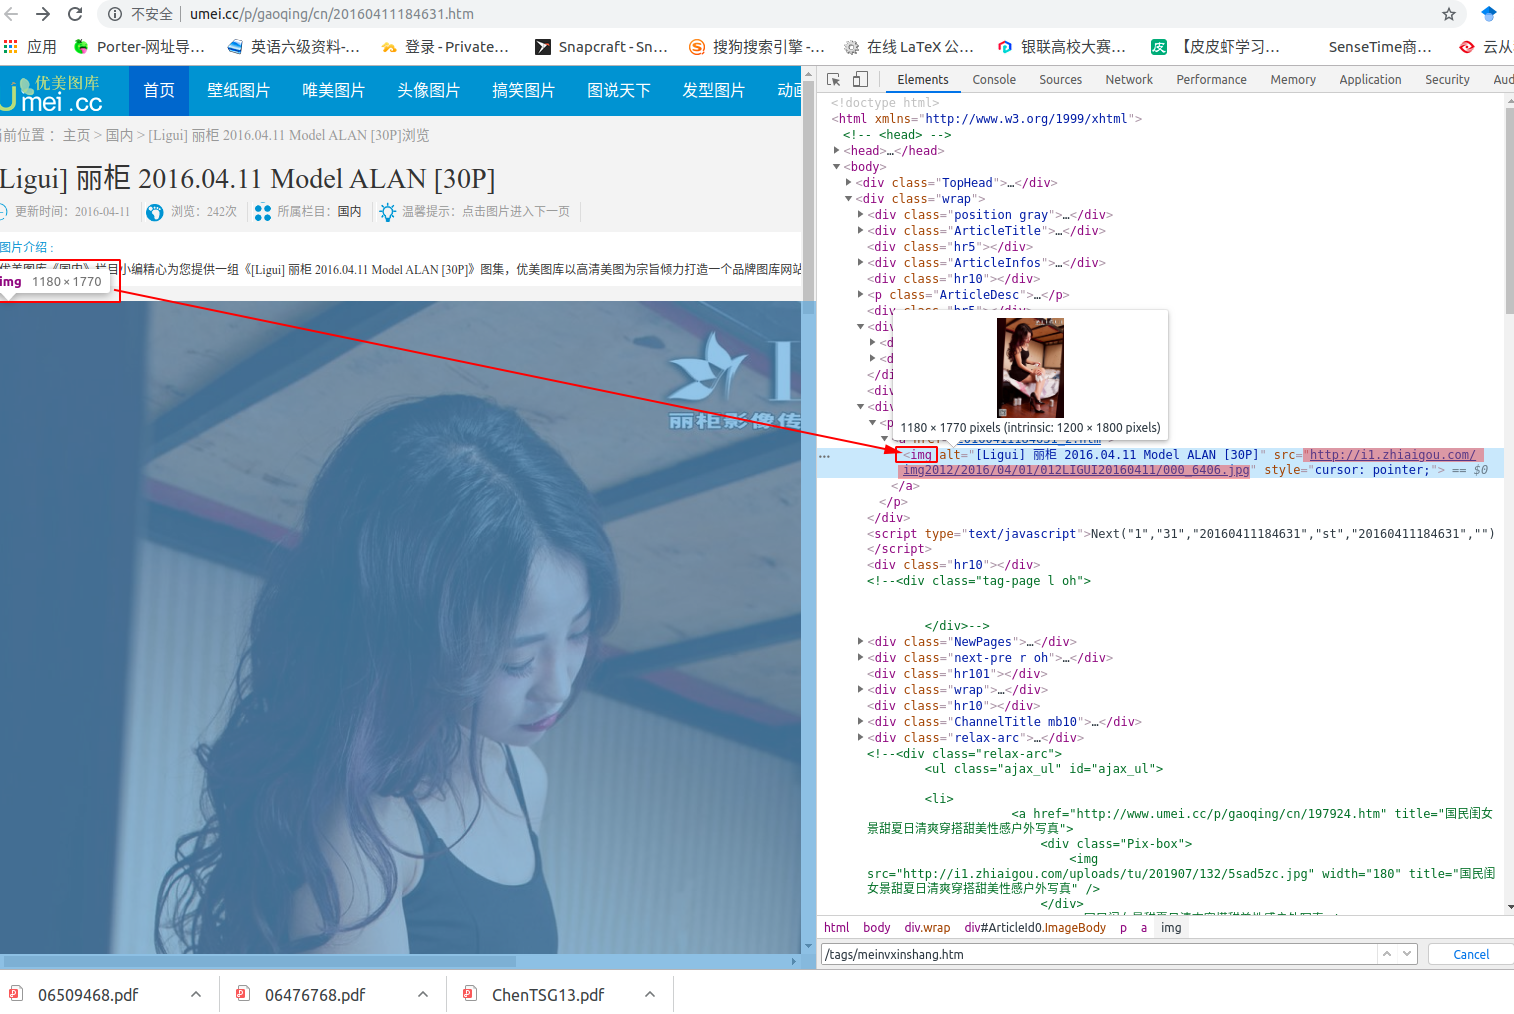 不安全 umei.cc/p/gaoqing/cn/20160411184631.htm
应用 Porter-网址导... 英语六级资料-... 登录 - Private... Snapcraft - Sn... 搜狗搜索引擎 -... 在线 LaTeX 公... 银联高校大赛... 【皮皮虾学习... SenseTime商... 云从
优美图库
Umei .cc
首页 壁纸图片 唯美图片 头像图片 搞笑图片 图说天下 发型图片 动画
前位置： 主页 > 国内 > [Ligui] 丽柜 2016.04.11 Model ALAN [30P]浏览
Ligui] 丽柜 2016.04.11 Model ALAN [30P]
更新时间：2016-04-11 浏览：242次 所属栏目：国内 温馨提示：点击图片进入下一页
图片介绍 :
优美图库《国内》栏目小编精心为您提供一组《[Ligui] 丽柜 2016.04.11 Model ALAN [30P]》图集，优美图库以高清美图为宗旨倾力打造一个品牌图库网站
img 1180 × 1770
丽柜影像传
Elements Console Sources Network Performance Memory Application Security Aud
<!doctype html>
<html xmlns="http://www.w3.org/1999/xhtml">
<!-- <head> -->
<head>…</head>
<body>
<div class="TopHead">…</div>
<div class="wrap">
<div class="position gray">…</div>
<div class="ArticleTitle">…</div>
<div class="hr5"></div>
<div class="ArticleInfos">…</div>
<div class="hr10"></div>
<p class="ArticleDesc">…</p>
<div class="hr5"></div>
<div
<d
<d
</di
<div
<div
<p
1180 × 1770 pixels (intrinsic: 1200 × 1800 pixels)
<a href="20160411184631_2.htm">
<img alt="[Ligui] 丽柜 2016.04.11 Model ALAN [30P]" src="http://i1.zhiaigou.com/
img2012/2016/04/01/012LIGUI20160411/000_6406.jpg" style="cursor: pointer;"> == $0
</a>
</p>
</div>
<script type="text/javascript">Next("1","31","20160411184631","st","20160411184631","")
</script>
<div class="hr10"></div>
<!--<div class="tag-page l oh">
</div>-->
<div class="NewPages">…</div>
<div class="next-pre r oh">…</div>
<div class="hr101"></div>
<div class="wrap">…</div>
<div class="hr10"></div>
<div class="ChannelTitle mb10">…</div>
<div class="relax-arc">…</div>
<!--<div class="relax-arc">
<ul class="ajax_ul" id="ajax_ul">
<li>
<a href="http://www.umei.cc/p/gaoqing/cn/197924.htm" title="国民闺女
景甜夏日清爽穿搭甜美性感户外写真">
<div class="Pix-box">
<img
src="http://i1.zhiaigou.com/uploads/tu/201907/132/5sad5zc.jpg" width="180" title="国民闺
女景甜夏日清爽穿搭甜美性感户外写真" />
</div>
html body div.wrap div#ArticleId0.ImageBody p a img
/tags/meinvxinshang.htm Cancel
06509468.pdf 06476768.pdf ChenTSG13.pdf